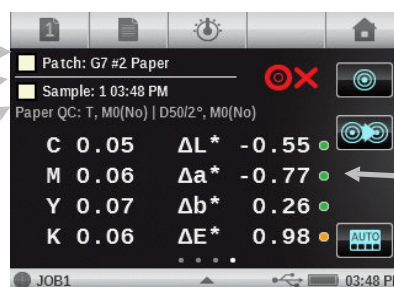 1
Patch: G7 #2 Paper
Sample: 1 03:48 PM
Paper QC: T, M0(No) | D50/2°, M0(No)
C 0.05 ΔL* -0.55
M 0.06 Δa* -0.77
Y 0.07 Δb* 0.26
K 0.06 ΔE* 0.98
AUTO
JOB1 03:48 P